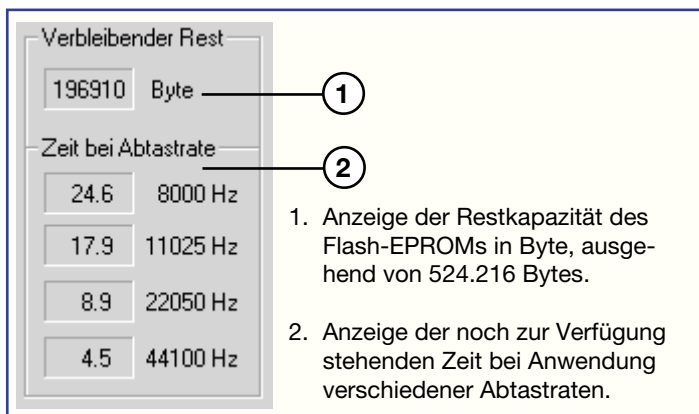 Verbleibender Rest
196910 Byte
1
Zeit bei Abtastrate
2
24.6 8000 Hz
17.9 11025 Hz
8.9 22050 Hz
4.5 44100 Hz
1. Anzeige der Restkapazität des
Flash-EPROMs in Byte, ausge-
hend von 524.216 Bytes.
2. Anzeige der noch zur Verfügung
stehenden Zeit bei Anwendung
verschiedener Abtastraten.